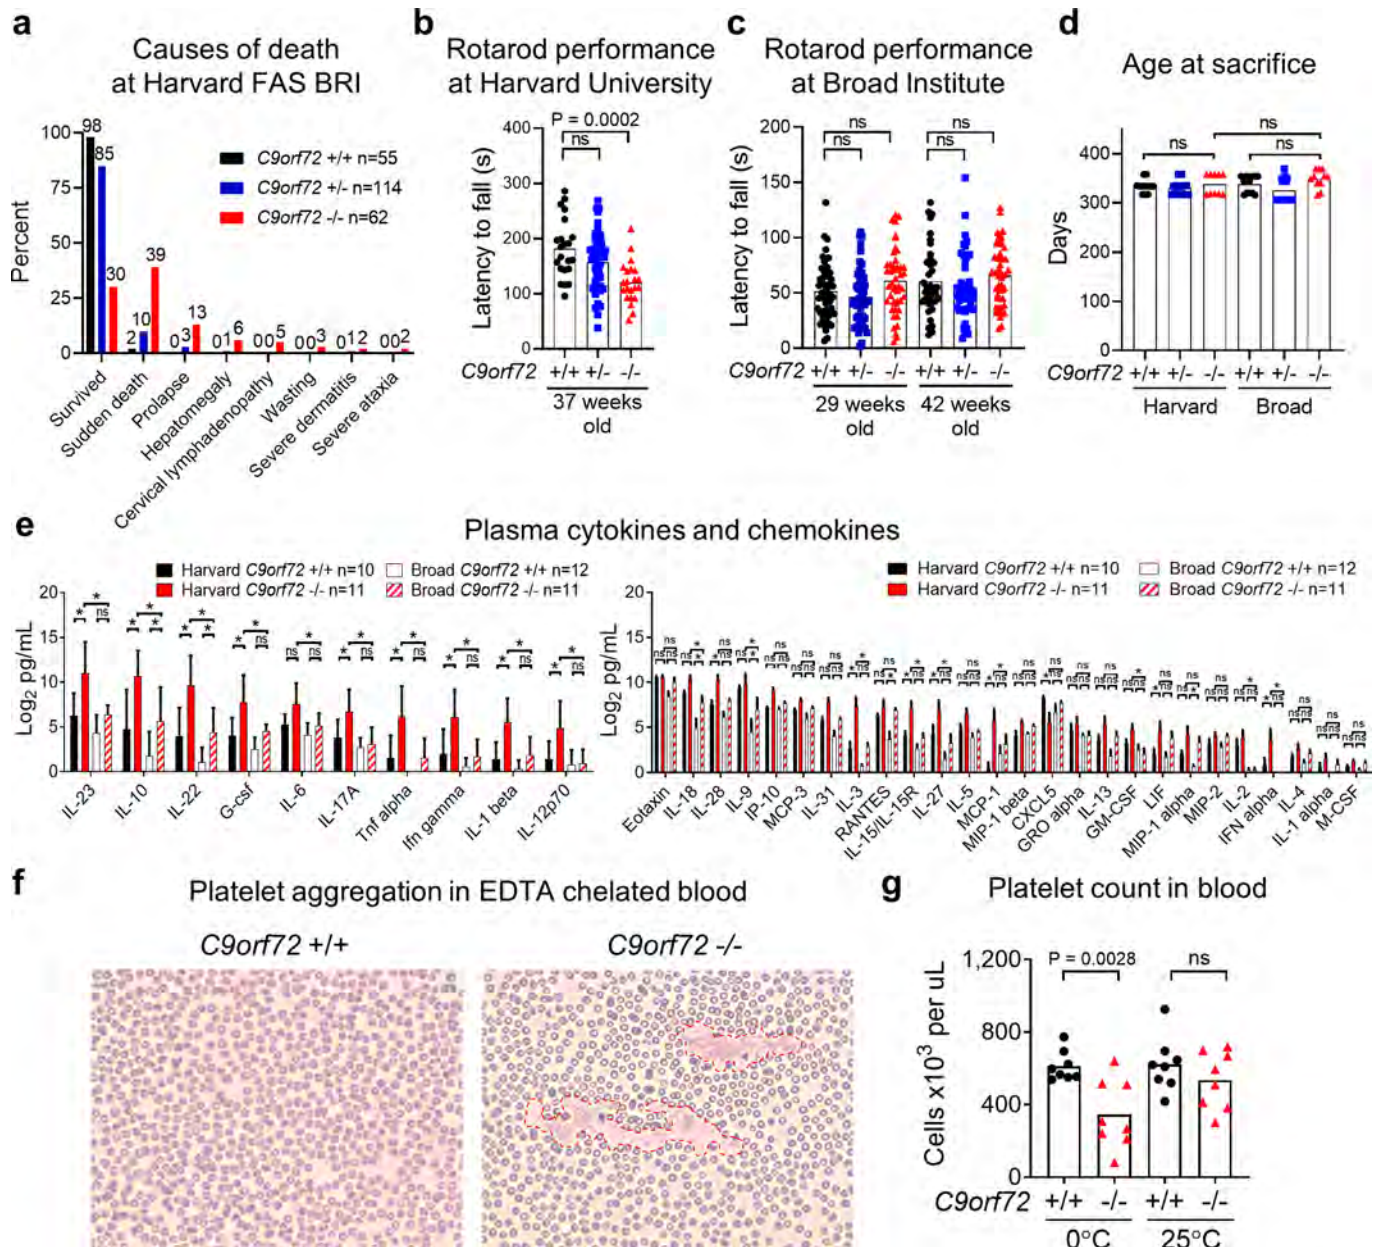 a
Causes of death
at Harvard FAS BRI
Percent
100
75
50
25
0
98
85
30
2
10
39
0
3
13
0
1
6
0
0
5
0
0
3
0
1
2
0
0
2
C9orf72 +/+ n=55
C9orf72 +/- n=114
C9orf72 -/- n=62
Survived
Sudden death
Prolapse
Hepatomegaly
Cervical lymphadenopathy
Wasting
Severe dermatitis
Severe ataxia
b
Rotarod performance
at Harvard University
P = 0.0002
ns
Latency to fall (s)
400
300
200
100
0
C9orf72 +/+ +/- -/-
37 weeks
old
c
Rotarod performance
at Broad Institute
ns
ns
ns
ns
Latency to fall (s)
200
150
100
50
0
C9orf72 +/+ +/- -/- +/+ +/- -/-
29 weeks
old
42 weeks
old
d
Age at sacrifice
ns
ns
ns
Days
400
300
200
100
0
C9orf72 +/+ +/- -/- +/+ +/- -/-
Harvard Broad
e
Plasma cytokines and chemokines
Harvard C9orf72 +/+ n=10
Broad C9orf72 +/+ n=12
Harvard C9orf72 -/- n=11
Broad C9orf72 -/- n=11
Log2 pg/mL
20
15
10
5
0
IL-23
IL-10
IL-22
G-csf
IL-6
IL-17A
Tnf alpha
Ifn gamma
IL-1 beta
IL-12p70
Harvard C9orf72 +/+ n=10
Broad C9orf72 +/+ n=12
Harvard C9orf72 -/- n=11
Broad C9orf72 -/- n=11
Log2 pg/mL
20
15
10
5
0
Eotaxin
IL-18
IL-28
IL-9
IP-10
MCP-3
IL-31
IL-3
RANTES
IL-15/IL-15R
IL-27
IL-5
MCP-1
MIP-1 beta
CXCL5
GRO alpha
IL-13
GM-CSF
LIF
MIP-1 alpha
MIP-2
IL-2
IFN alpha
IL-4
IL-1 alpha
M-CSF
f
Platelet aggregation in EDTA chelated blood
C9orf72 +/+
C9orf72 -/-
g
Platelet count in blood
P = 0.0028
ns
Cells x10³ per uL
1,200
800
400
0
C9orf72 +/+ -/- +/+ -/-
0°C 25°C